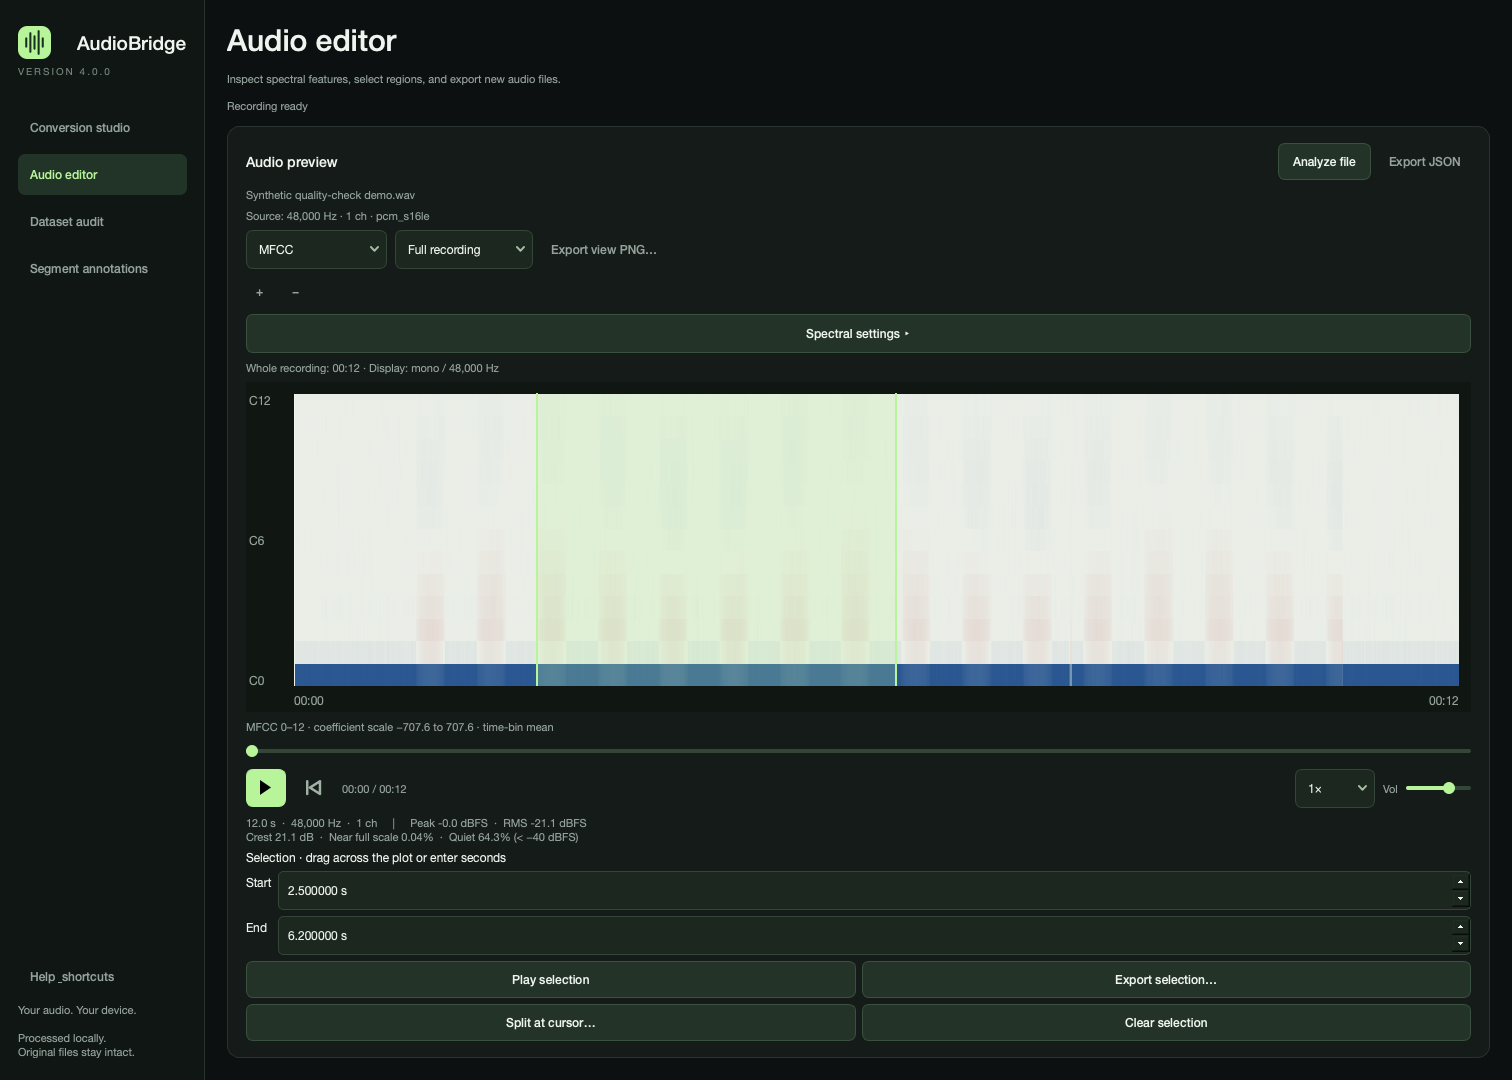 AudioBridge
VERSION 4.0.0
Conversion studio
Audio editor
Dataset audit
Segment annotations
Help _shortcuts
Your audio. Your device.
Processed locally.
Original files stay intact.
Audio editor
Inspect spectral features, select regions, and export new audio files.
Recording ready
Audio preview
Analyze file
Export JSON
Synthetic quality-check demo.wav
Source: 48,000 Hz · 1 ch · pcm_s16le
MFCC
Full recording
Export view PNG...
+ −
Spectral settings ▸
Whole recording: 00:12 · Display: mono / 48,000 Hz
C12
C6
C0
00:00 00:12
MFCC 0–12 · coefficient scale −707.6 to 707.6 · time-bin mean
00:00 / 00:12
1×
Vol
12.0 s · 48,000 Hz · 1 ch | Peak -0.0 dBFS · RMS -21.1 dBFS
Crest 21.1 dB · Near full scale 0.04% · Quiet 64.3% (< −40 dBFS)
Selection · drag across the plot or enter seconds
Start 2.500000 s
End 6.200000 s
Play selection
Export selection...
Split at cursor...
Clear selection